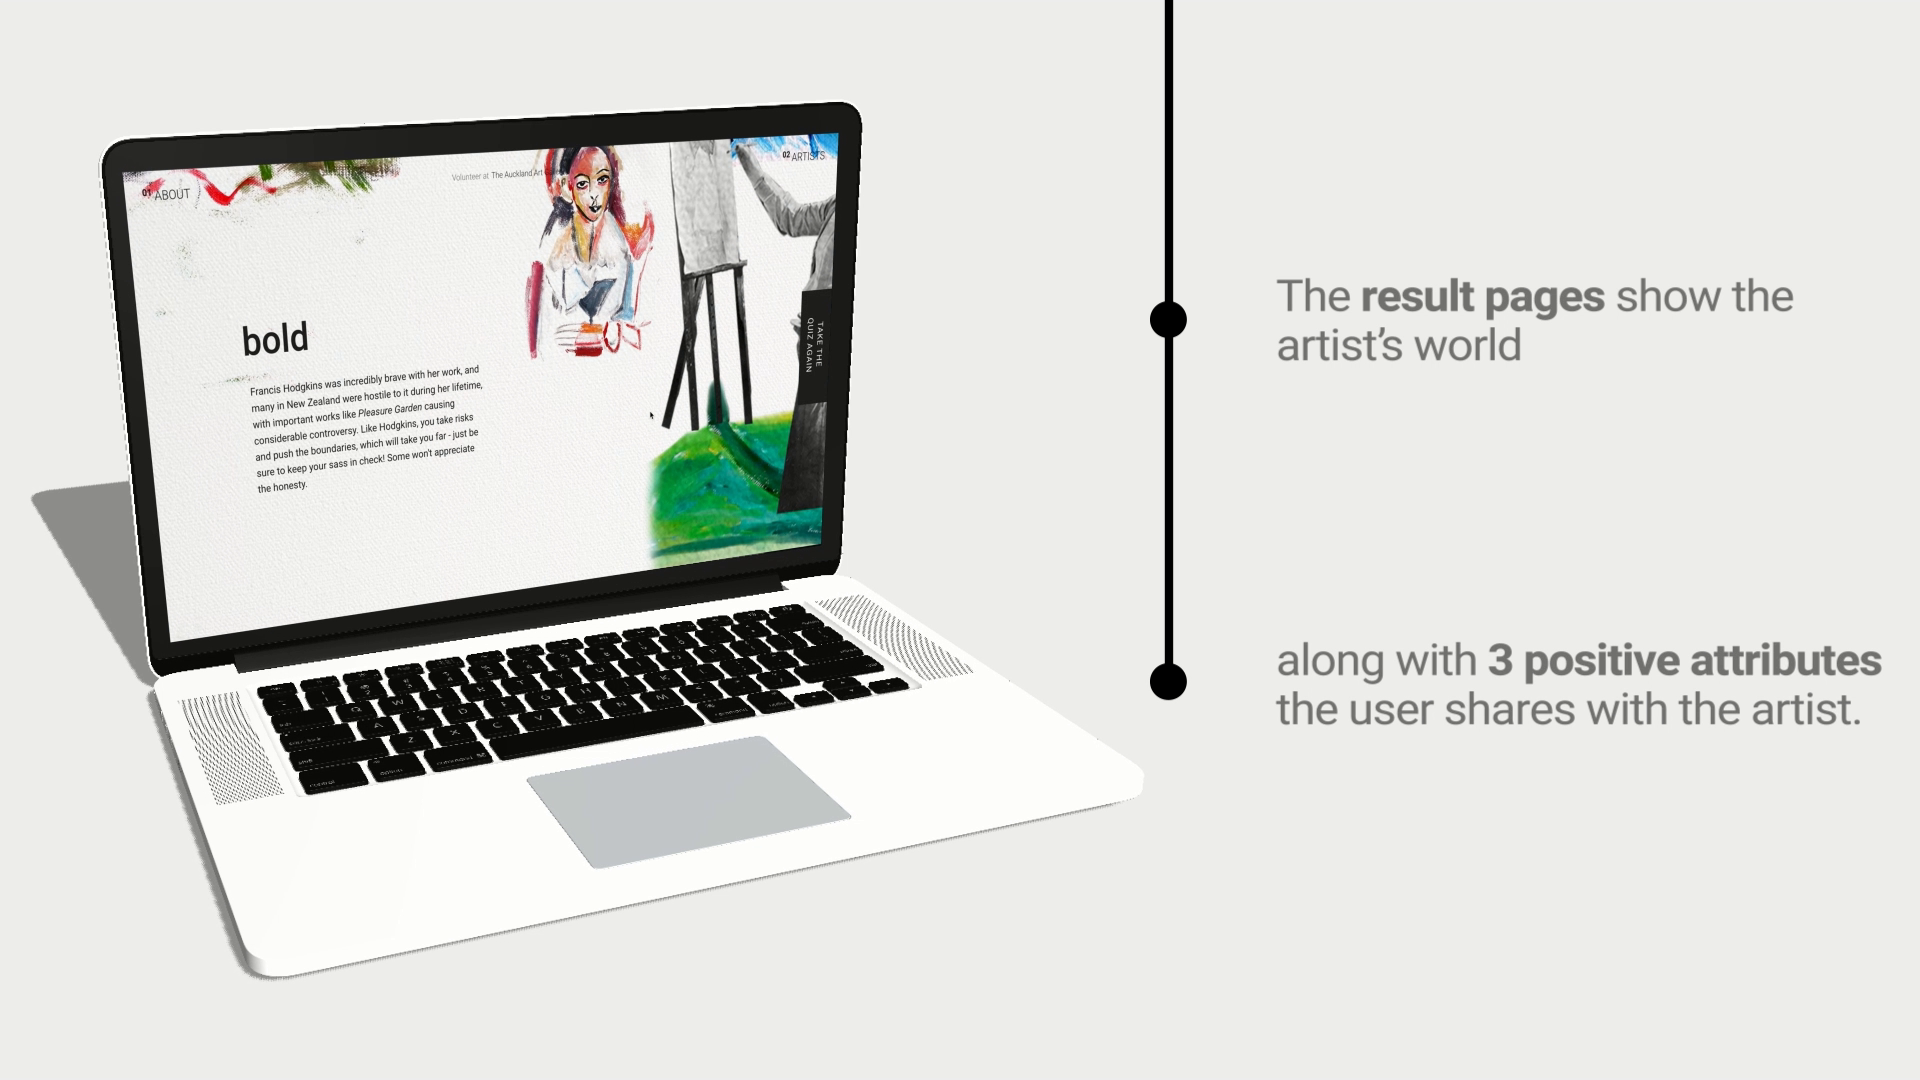 01 ABOUT
Volunteer at The Auckland Art
02 ARTISTS
bold
Francis Hodgkins was incredibly brave with her work, and
many in New Zealand were hostile to it during her lifetime,
with important works like Pleasure Garden causing
considerable controversy. Like Hodgkins, you take risks
and push the boundaries, which will take you far - just be
sure to keep your sass in check! Some won't appreciate
the honesty.
TAKE THE
QUIZ AGAIN
The result pages show the
artist’s world
along with 3 positive attributes
the user shares with the artist.